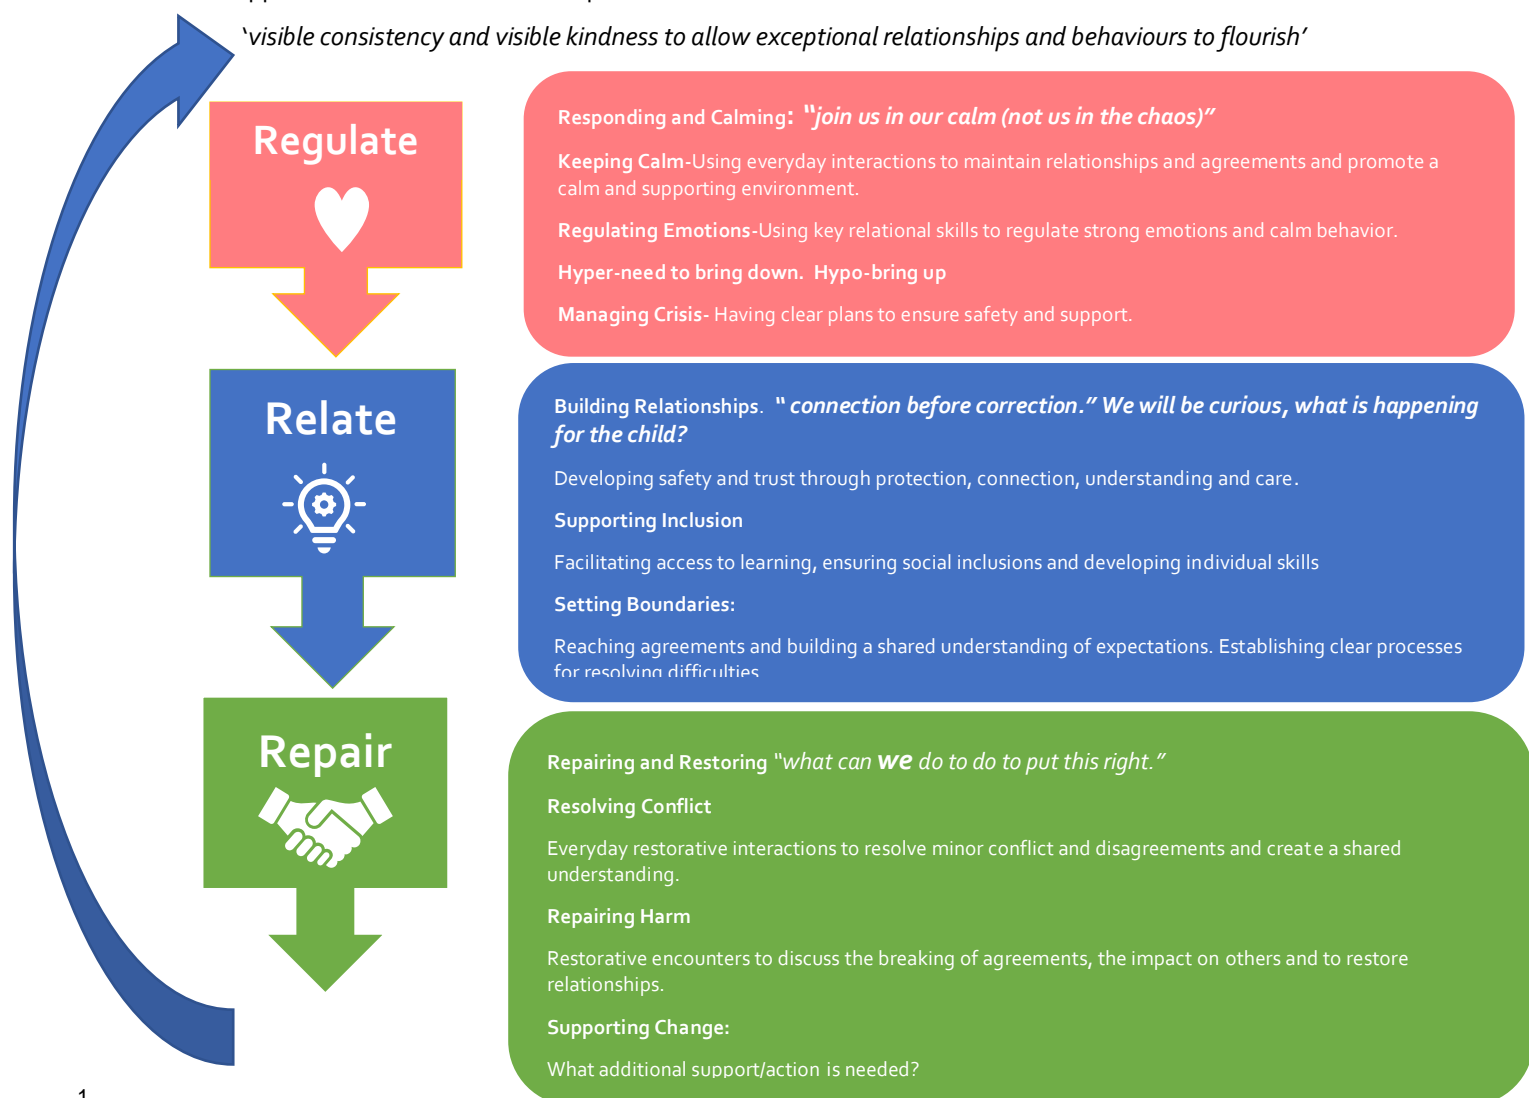 ‘visible consistency and visible kindness to allow exceptional relationships and behaviours to flourish’
Regulate
Responding and Calming: “join us in our calm (not us in the chaos)”
Keeping Calm-Using everyday interactions to maintain relationships and agreements and promote a
calm and supporting environment.
Regulating Emotions-Using key relational skills to regulate strong emotions and calm behavior.
Hyper-need to bring down. Hypo-bring up
Managing Crisis- Having clear plans to ensure safety and support.
Relate
Building Relationships. “ connection before correction.” We will be curious, what is happening
for the child?
Developing safety and trust through protection, connection, understanding and care.
Supporting Inclusion
Facilitating access to learning, ensuring social inclusions and developing individual skills
Setting Boundaries:
Reaching agreements and building a shared understanding of expectations. Establishing clear processes
for resolving difficulties
Repair
Repairing and Restoring “what can we do to do to put this right.”
Resolving Conflict
Everyday restorative interactions to resolve minor conflict and disagreements and create a shared
understanding.
Repairing Harm
Restorative encounters to discuss the breaking of agreements, the impact on others and to restore
relationships.
Supporting Change:
What additional support/action is needed?
1